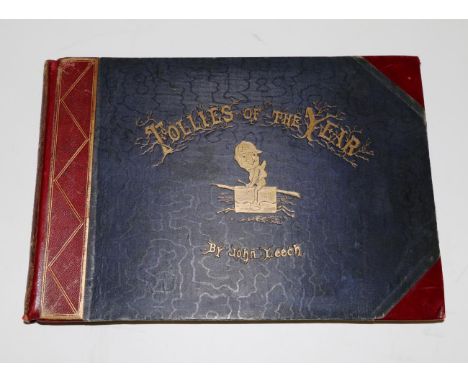 FOLLIES OF THE YEAR
By John Leech